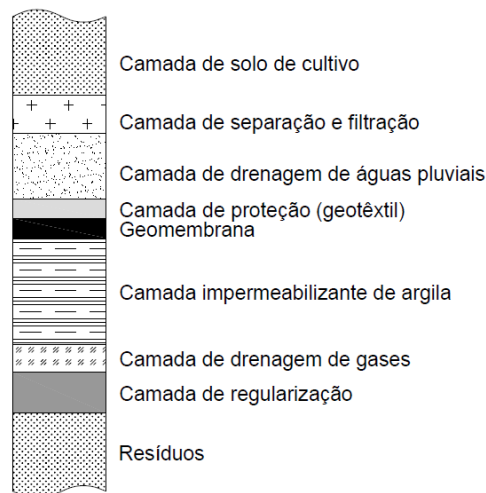 Camada de solo de cultivo
Camada de separação e filtração
Camada de drenagem de águas pluviais
Camada de proteção (geotêxtil)
Geomembrana
Camada impermeabilizante de argila
Camada de drenagem de gases
Camada de regularização
Resíduos